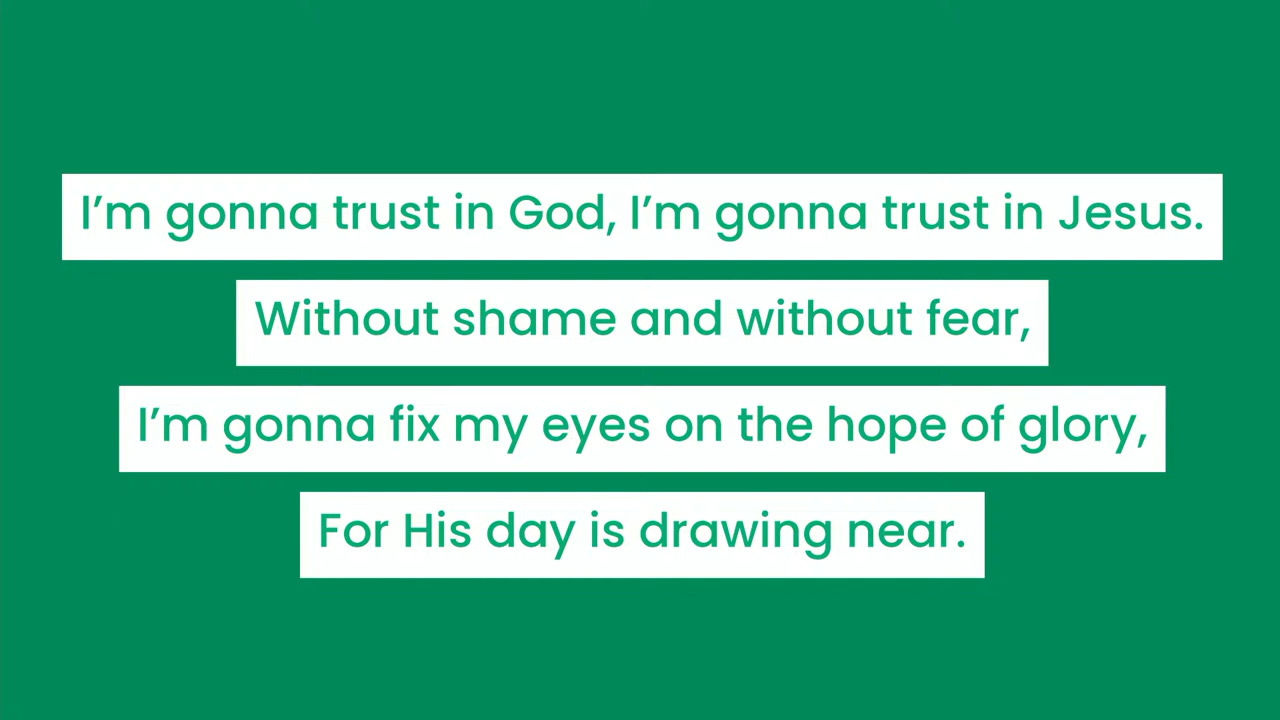 I’m gonna trust in God, I’m gonna trust in Jesus.
Without shame and without fear,
I’m gonna fix my eyes on the hope of glory,
For His day is drawing near.